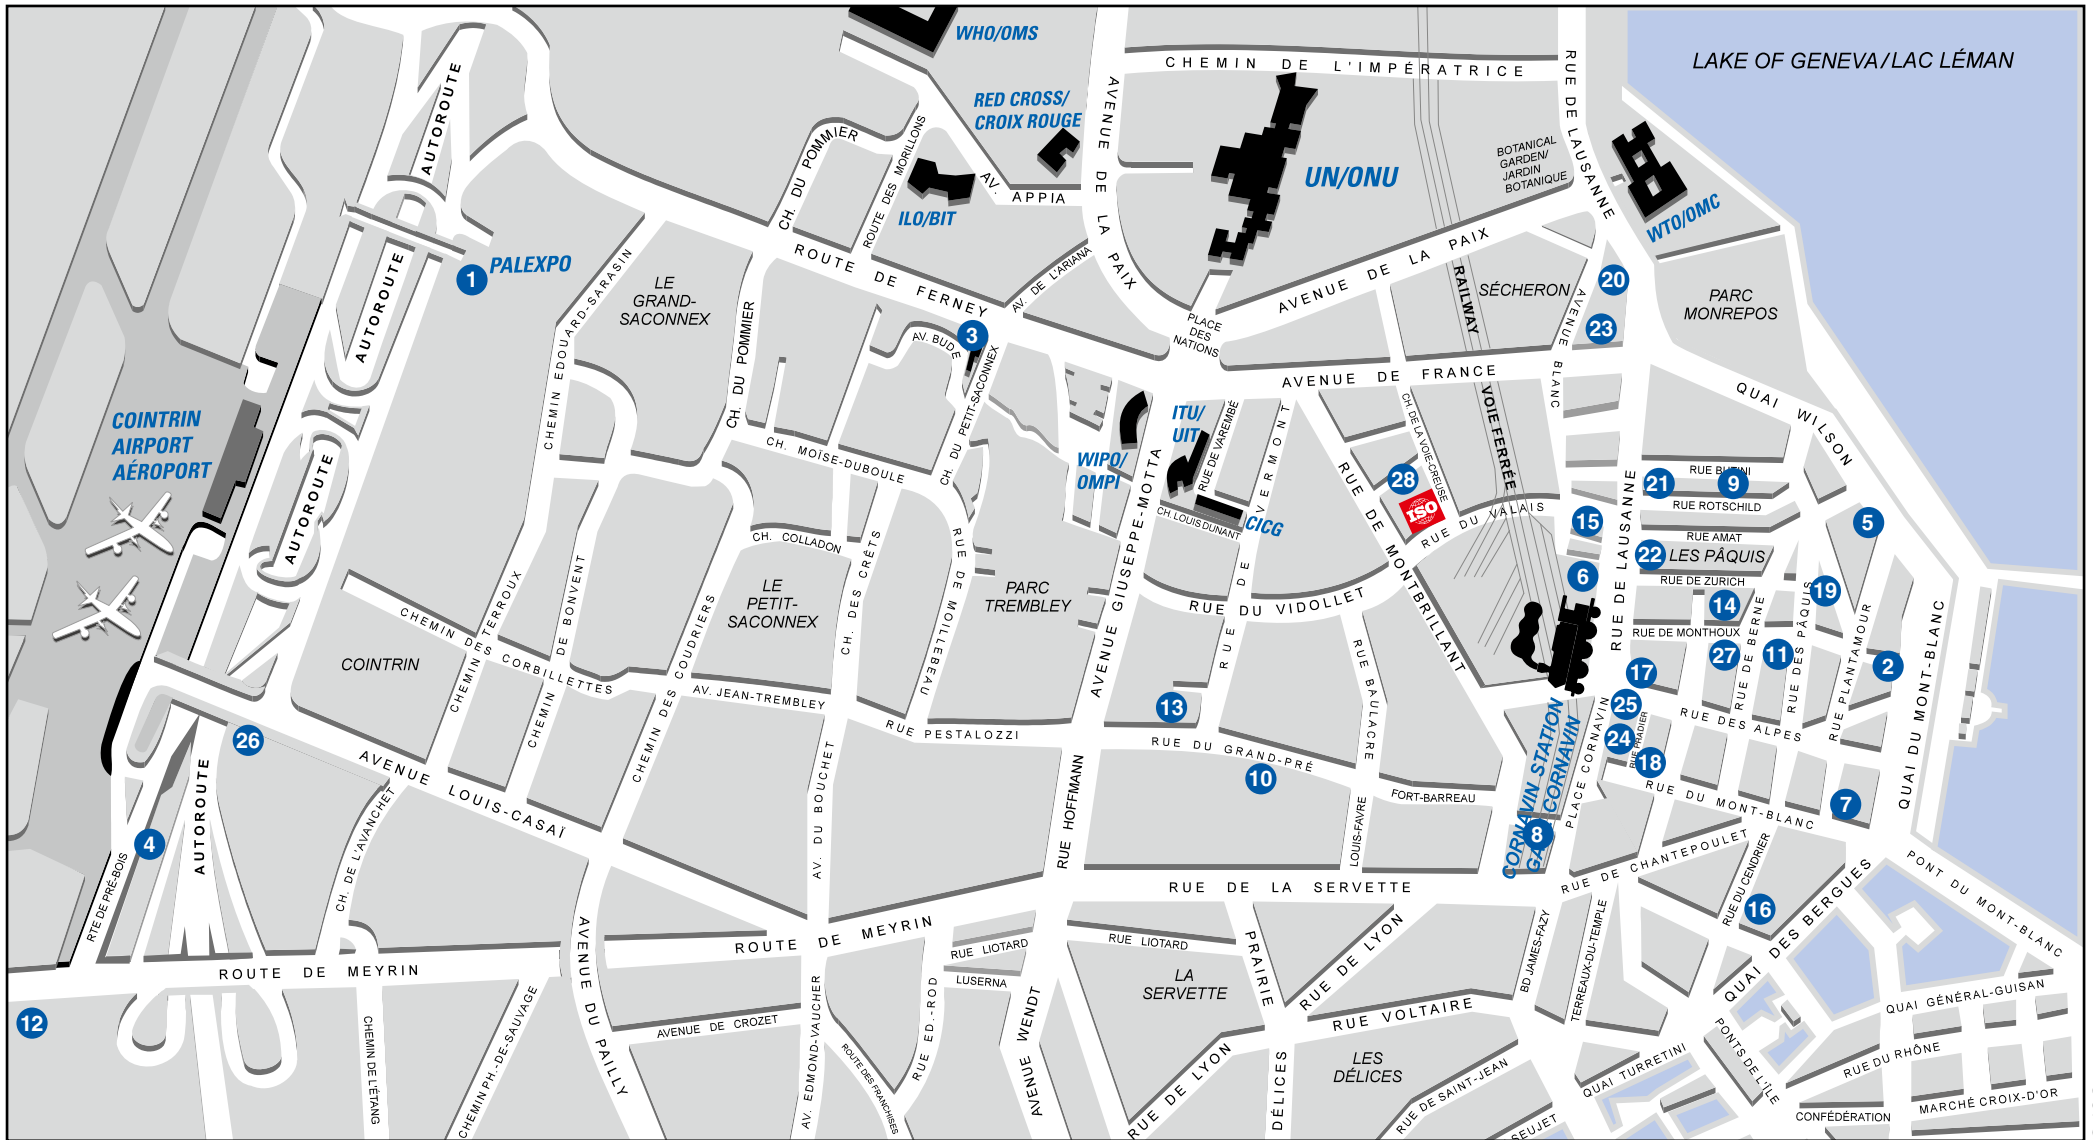 WHO/OMS
RED CROSS/
CROIX ROUGE
ILO/BIT
UN/ONU
WTO/OMC
LAKE OF GENEVA/LAC LÉMAN
CHEMIN DE L'IMPÉRATRICE
RUE DE LAUSANNE
BOTANICAL
GARDEN/
JARDIN
BOTANIQUE
AVENUE DE LA PAIX
AV. APPIA
ROUTE DES MORILLONS
CH. DU POMMIER
AUTOROUTE
AUTOROUTE
AUTOROUTE
AUTOROUTE
1
PALEXPO
COINTRIN
AIRPORT
AÉROPORT
CHEMIN EDOUARD-SARASIN
LE
GRAND-
SACONNEX
CH. DU POMMIER
ROUTE DE FERNEY
AV. DE L'ARIANA
AV. BUDE
3
CH. DU PETIT-SACONNEX
PLACE
DES
NATIONS
AVENUE DE LA PAIX
RAILWAY
VOIE FERRÉE
SÉCHERON
AVENUE BLANC
20
23
PARC
MONREPOS
AVENUE DE FRANCE
QUAI WILSON
CH. MOÏSE-DUBOULE
WIPO/
OMPI
ITU/
UIT
RUE DE VAREMBÉ
CICG
CH. LOUIS DUNANT
AVENUE GIUSEPPE-MOTTA
RUE DE VERMONT
RUE DE MONTBRILLANT
CH. DE LA VOIE-CREUSE
28
ISO
RUE DU VALAIS
RUE DE LAUSANNE
RUE BUTINI
21
9
RUE ROTSCHILD
15
RUE AMAT
22
LES PÂQUIS
5
6
RUE DE ZURICH
14
19
RUE DE MONTHOUX
27
11
2
RUE DE BERNE
RUE DES PÂQUIS
RUE PLANTAMOUR
QUAI DU MONT-BLANC
CH. COLLADON
CH. DES CRÊTS
RUE DE MOILLEBEAU
LE
PETIT-
SACONNEX
PARC
TREMBLEY
RUE DU VIDOLLET
RUE BAULACRE
COINTRIN
CHEMIN DES CORBILLETTES
CHEMIN TERROUX
CHEMIN DE BONVENT
CHEMIN DES COUDRIERS
AV. JEAN-TREMBLEY
RUE PESTALOZZI
13
RUE DU GRAND-PRÉ
10
FORT-BARREAU
LOUIS-FAVRE
17
25
24
18
RUE PRADIER
RUE DES ALPES
PLACE CORNAVIN
CORNAVIN STATION
GARE CORNAVIN
8
RUE DU MONT-BLANC
7
26
AVENUE LOUIS-CASAÏ
AUTOROUTE
4
RTE DE PRÉ-BOIS
CH. DE L'AVANCHET
AV. DU BOUCHET
RUE HOFFMANN
RUE DE LA SERVETTE
RUE DE CHANTEPOULET
RUE DU CENDRIER
16
QUAI DES BERGUES
PONT DU MONT-BLANC
ROUTE DE MEYRIN
ROUTE DE MEYRIN
12
CHEMIN DE L'ÉTANG
CHEMIN PH.-DE-SAUVAGE
AVENUE DU PAILLY
AVENUE DE CROZET
AV. EDMOND-VAUCHER
ROUTE DES FRANCHISES
RUE ED.-ROD
RUE LIOTARD
LUSERNA
AVENUE WENDT
RUE LIOTARD
LA
SERVETTE
PRAIRIE
RUE DE LYON
RUE DE LYON
RUE VOLTAIRE
DÉLICES
LES
DÉLICES
BD JAMES-FAZY
TERREAUX-DU-TEMPLE
RUE DE SAINT-JEAN
SEUJET
QUAI TURRETINI
PONTS DE L'ÎLE
QUAI GÉNÉRAL-GUISAN
RUE DU RHÔNE
CONFÉDÉRATION
MARCHÉ CROIX-D'OR